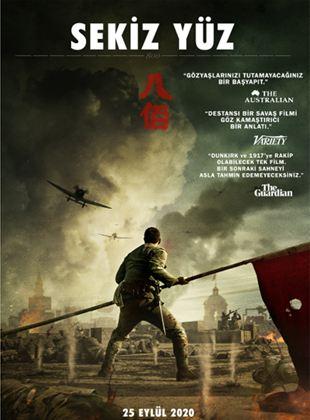 SEKİZ YÜZ
八佰
"GÖZYAŞLARINIZI TUTAMAYACAĞINIZ
BİR BAŞYAPIT."
THE
AUSTRALIAN
"DESTANSI BİR SAVAŞ FİLMİ
GÖZ KAMAŞTIRICI
BİR ANLATI."
VARIETY
"DUNKIRK ve 1917'ye RAKİP
OLABİLECEK TEK FİLM.
BİR SONRAKİ SAHNEYİ
ASLA TAHMİN EDEMEYECEKSİNİZ."
The
Guardian
25 EYLÜL 2020